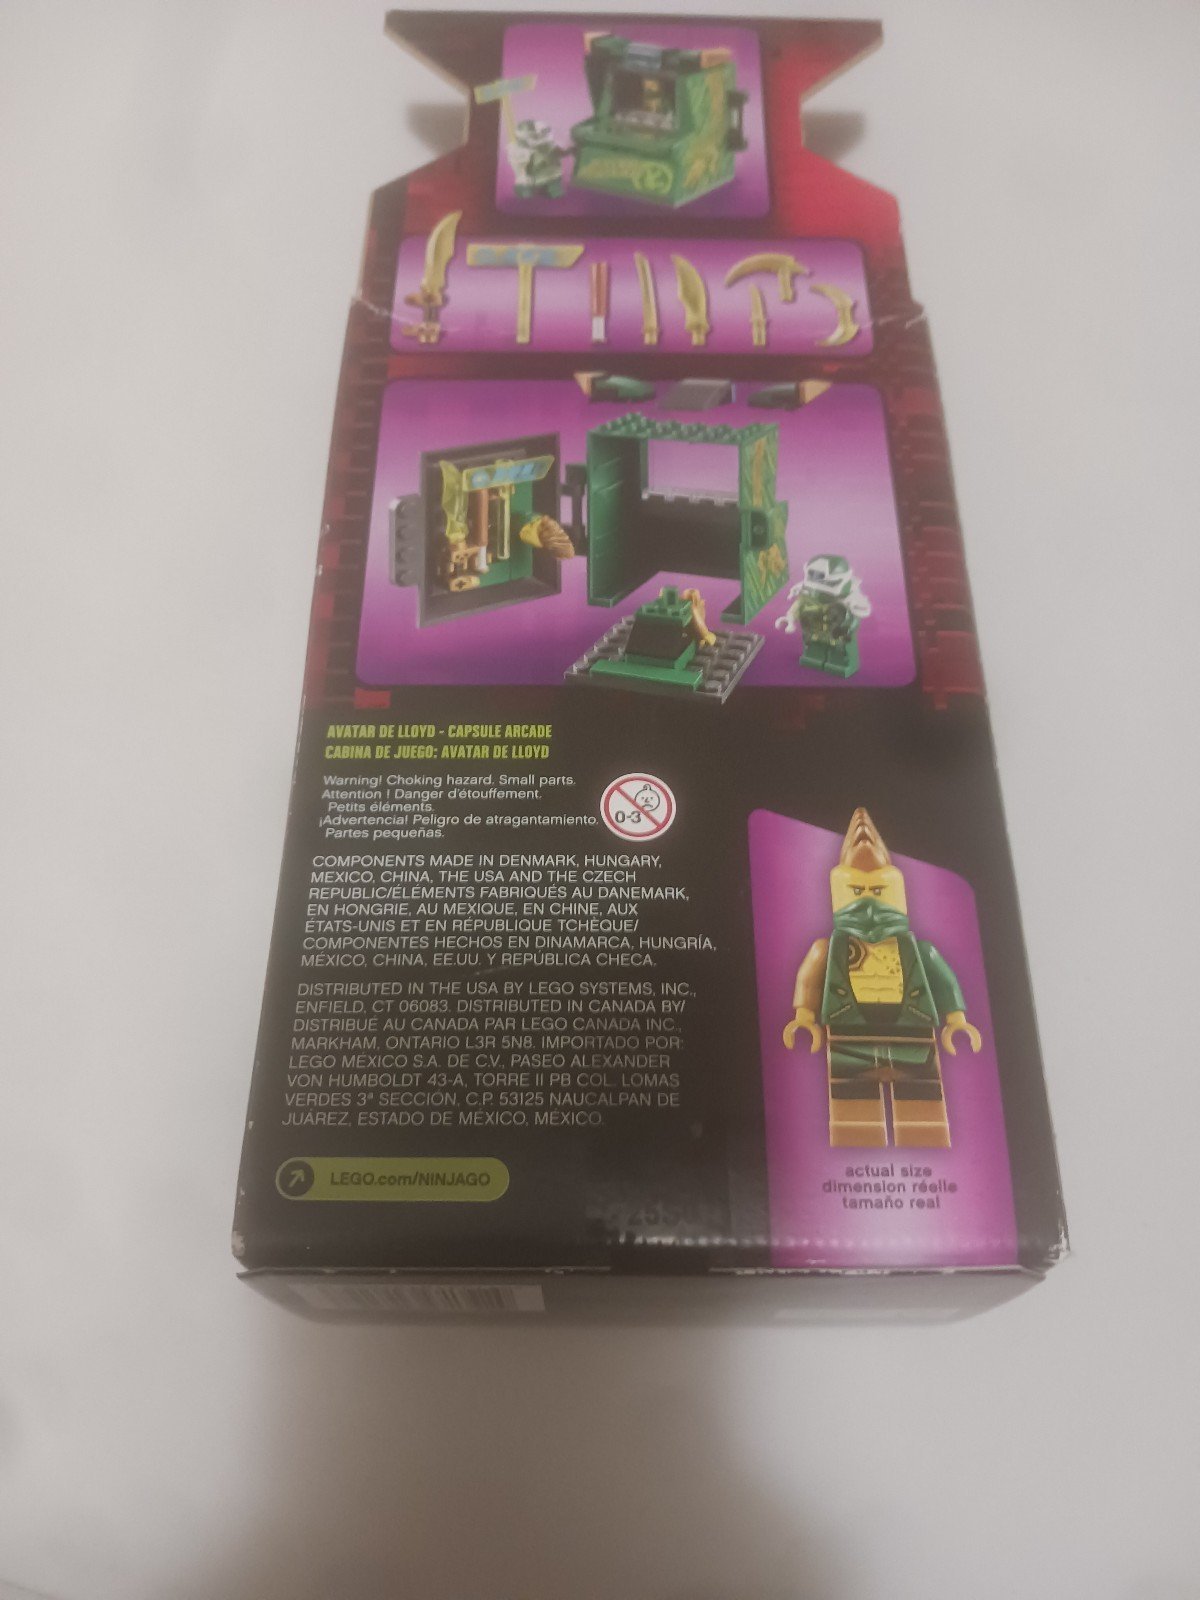 AVATAR DE LLOYD - CAPSULE ARCADE
CABINA DE JUEGO: AVATAR DE LLOYD
Warning! Choking hazard. Small parts.
Attention ! Danger d'étouffement.
Petits éléments.
¡Advertencia! Peligro de atragantamiento.
Partes pequeñas.
0-3
COMPONENTS MADE IN DENMARK, HUNGARY,
MEXICO, CHINA, THE USA AND THE CZECH
REPUBLIC/ÉLÉMENTS FABRIQUÉS AU DANEMARK,
EN HONGRIE, AU MEXIQUE, EN CHINE, AUX
ÉTATS-UNIS ET EN RÉPUBLIQUE TCHÈQUE/
COMPONENTES HECHOS EN DINAMARCA, HUNGRÍA,
MÉXICO, CHINA, EE.UU. Y REPÚBLICA CHECA.
DISTRIBUTED IN THE USA BY LEGO SYSTEMS, INC.,
ENFIELD, CT 06083. DISTRIBUTED IN CANADA BY/
DISTRIBUÉ AU CANADA PAR LEGO CANADA INC.,
MARKHAM, ONTARIO L3R 5N8. IMPORTADO POR:
LEGO MÉXICO S.A. DE C.V., PASEO ALEXANDER
VON HUMBOLDT 43-A, TORRE II PB COL. LOMAS
VERDES 3ª SECCIÓN, C.P. 53125 NAUCALPAN DE
JUÁREZ, ESTADO DE MÉXICO, MÉXICO.
LEGO.com/NINJAGO
actual size
dimension réelle
tamaño real